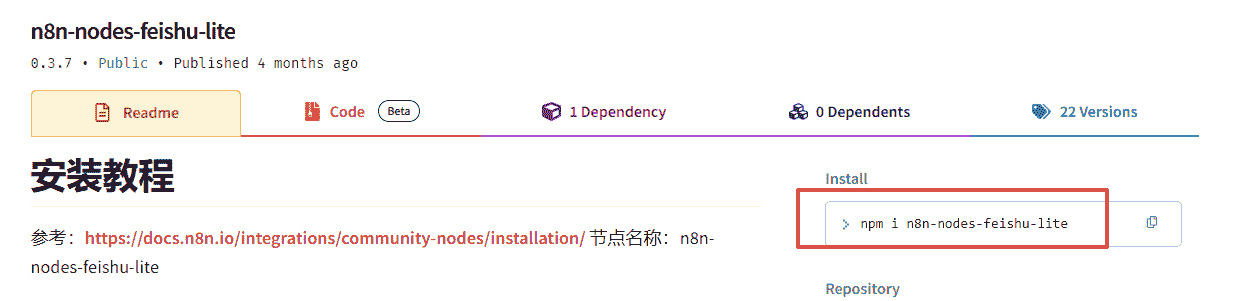 n8n-nodes-feishu-lite
0.3.7 • Public • Published 4 months ago
Readme
Code Beta
1 Dependency
0 Dependents
22 Versions
安装教程
参考：https://docs.n8n.io/integrations/community-nodes/installation/ 节点名称：n8n-
nodes-feishu-lite
Install
> npm i n8n-nodes-feishu-lite
Repository